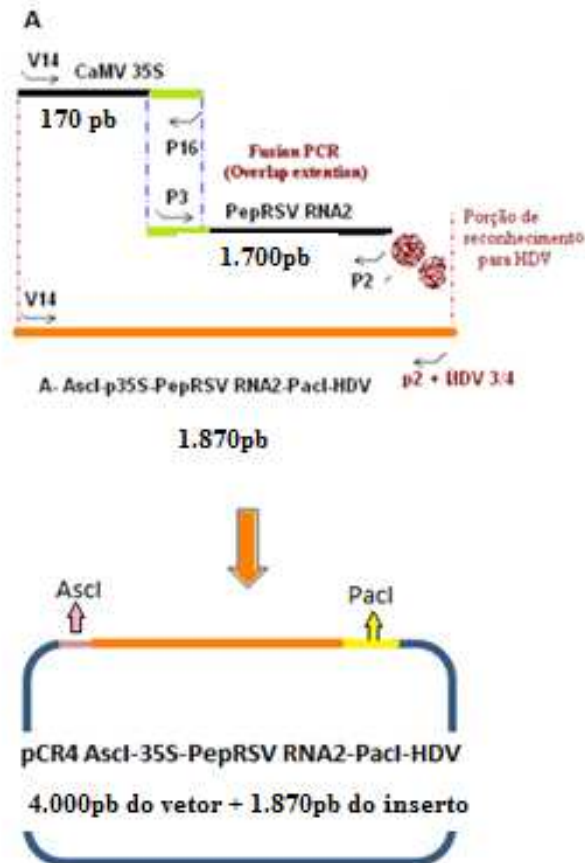 A
V14
CaMV 35S
170 pb
P16
P3
Fusion PCR
(Overlap extention)
PepRSV RNA2
1.700pb
P2
Porção de
reconhecimento
para HDV
V14
p2 + HDV 3/4
A- AscI-p35S-PepRSV RNA2-PacI-HDV
1.870pb
AscI
PacI
pCR4 AscI-35S-PepRSV RNA2-PacI-HDV
4.000pb do vetor + 1.870pb do inserto